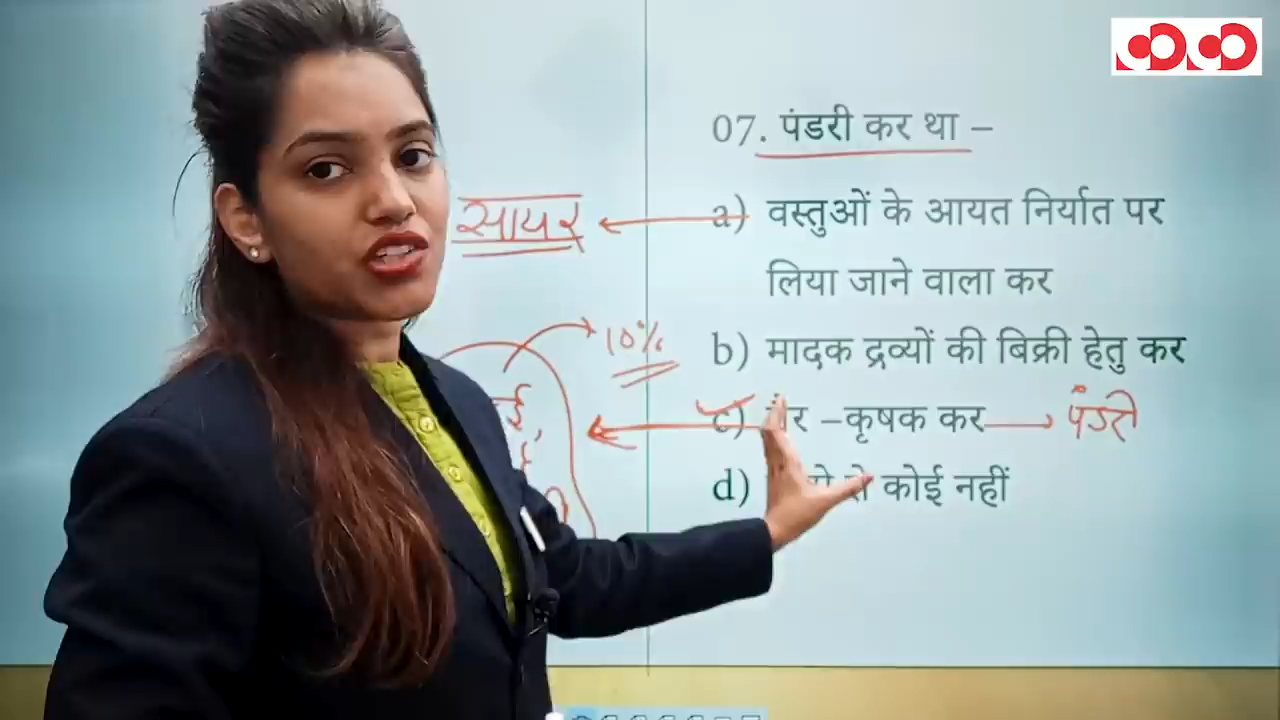 07. पंडरी कर था –
सायर
a) वस्तुओं के आयत निर्यात पर
लिया जाने वाला कर
10%
b) मादक द्रव्यों की बिक्री हेतु कर
c) –कृषक कर पंडरी
d) कोई नहीं